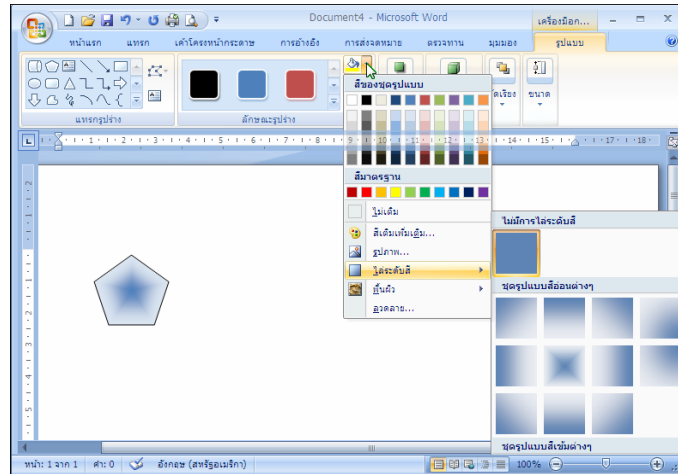 Document4 - Microsoft Word
เครื่องมือก...
หน้าแรก แทรก เค้าโครงหน้ากระดาษ การอ้างอิง การส่งจดหมาย ตรวจทาน มุมมอง รูปแบบ
แทรกรูปร่าง
ลักษณะรูปร่าง
จัดเรียง
ขนาด
สีของชุดรูปแบบ
สีมาตรฐาน
ไม่เติม
สีเติมเพิ่มเติม...
รูปภาพ...
ไล่ระดับสี
พื้นผิว
ลวดลาย...
ไม่มีการไล่ระดับสี
ชุดรูปแบบสีอ่อนต่างๆ
ชุดรูปแบบสีเข้มต่างๆ
หน้า: 1 จาก 1 คำ: 0 อังกฤษ (สหรัฐอเมริกา) 100%